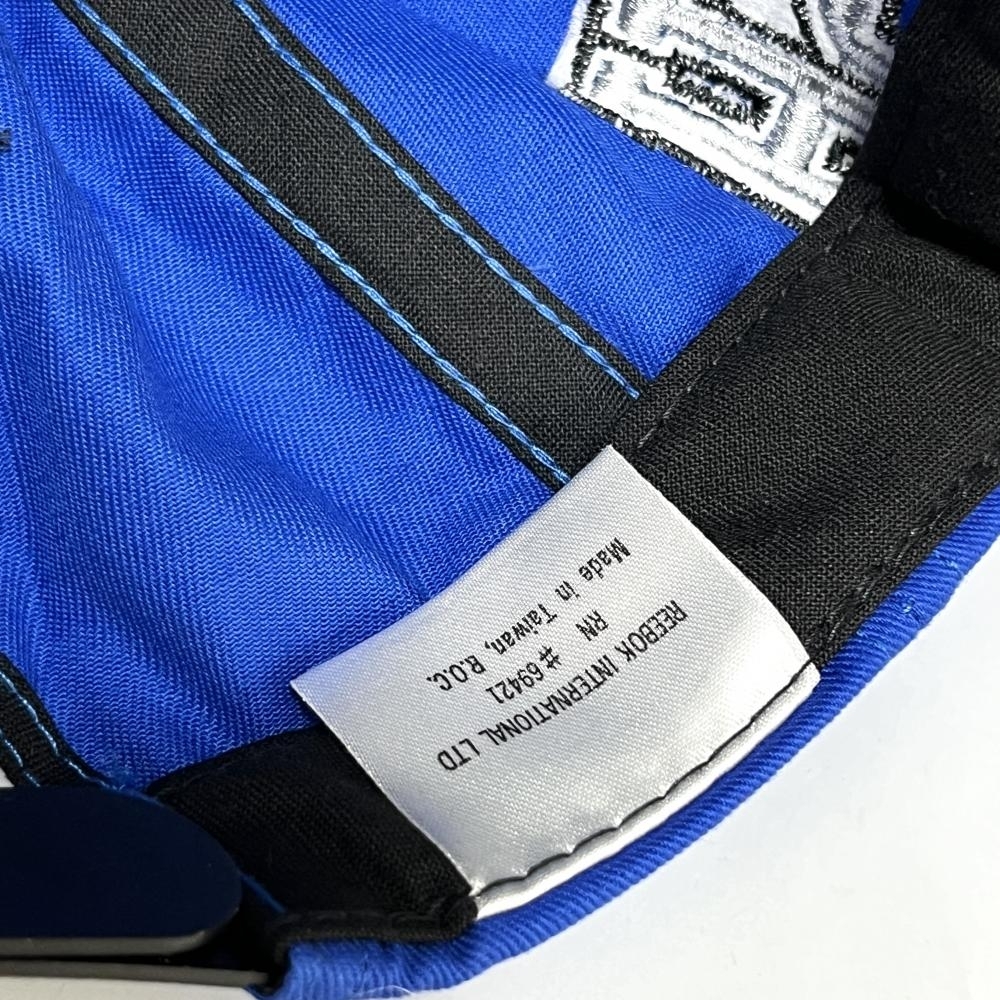 REEBOK INTERNATIONAL LTD
RN # 69421
Made in Taiwan, R.O.C.